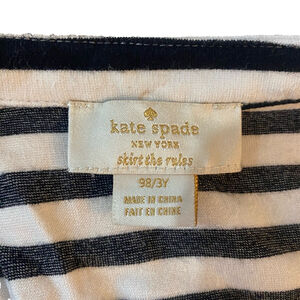 kate spade
NEW YORK
skirt the rules
98/3Y
MADE IN CHINA
FAIT EN CHINE